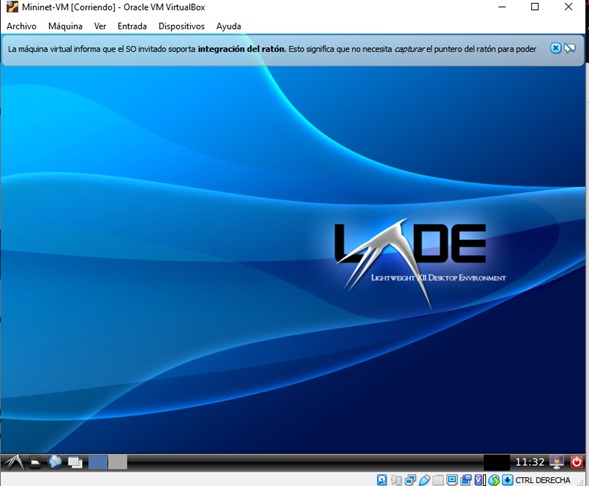 Mininet-VM [Corriendo] - Oracle VM VirtualBox
Archivo Máquina Ver Entrada Dispositivos Ayuda
La máquina virtual informa que el SO invitado soporta integración del ratón. Esto significa que no necesita capturar el puntero del ratón para poder
LXDE
Lightweight X11 Desktop Environment
11:32
CTRL DERECHA